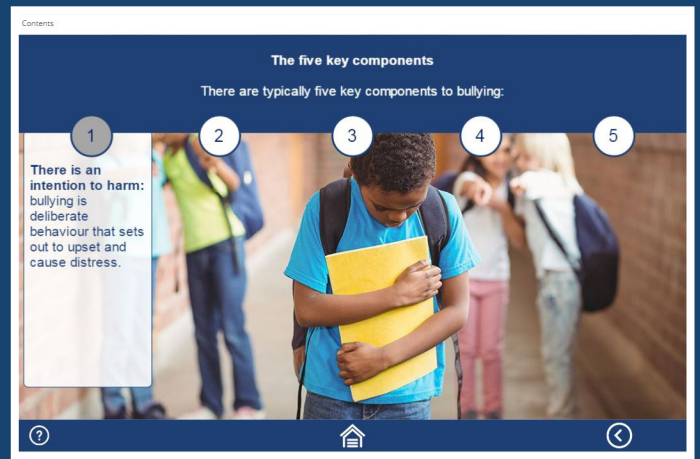 Contents
The five key components
There are typically five key components to bullying:
1
2
3
4
5
There is an
intention to harm:
bullying is
deliberate
behaviour that sets
out to upset and
cause distress.
?